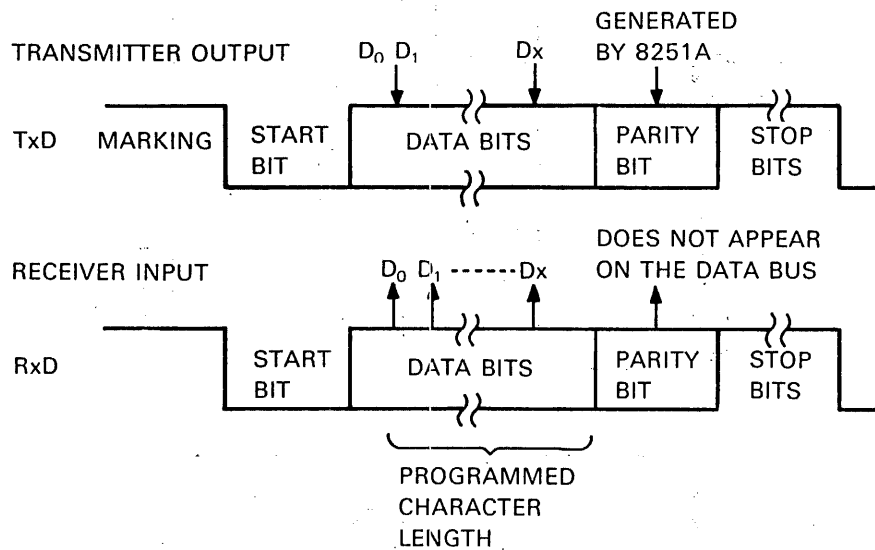 GENERATED
TRANSMITTER OUTPUT D₀ D₁ Dx BY 8251A
TxD MARKING START BIT DATA BITS PARITY BIT STOP BITS
DOES NOT APPEAR
RECEIVER INPUT D₀ D₁ ------Dx ON THE DATA BUS
RxD START BIT DATA BITS PARITY BIT STOP BITS
PROGRAMMED
CHARACTER
LENGTH